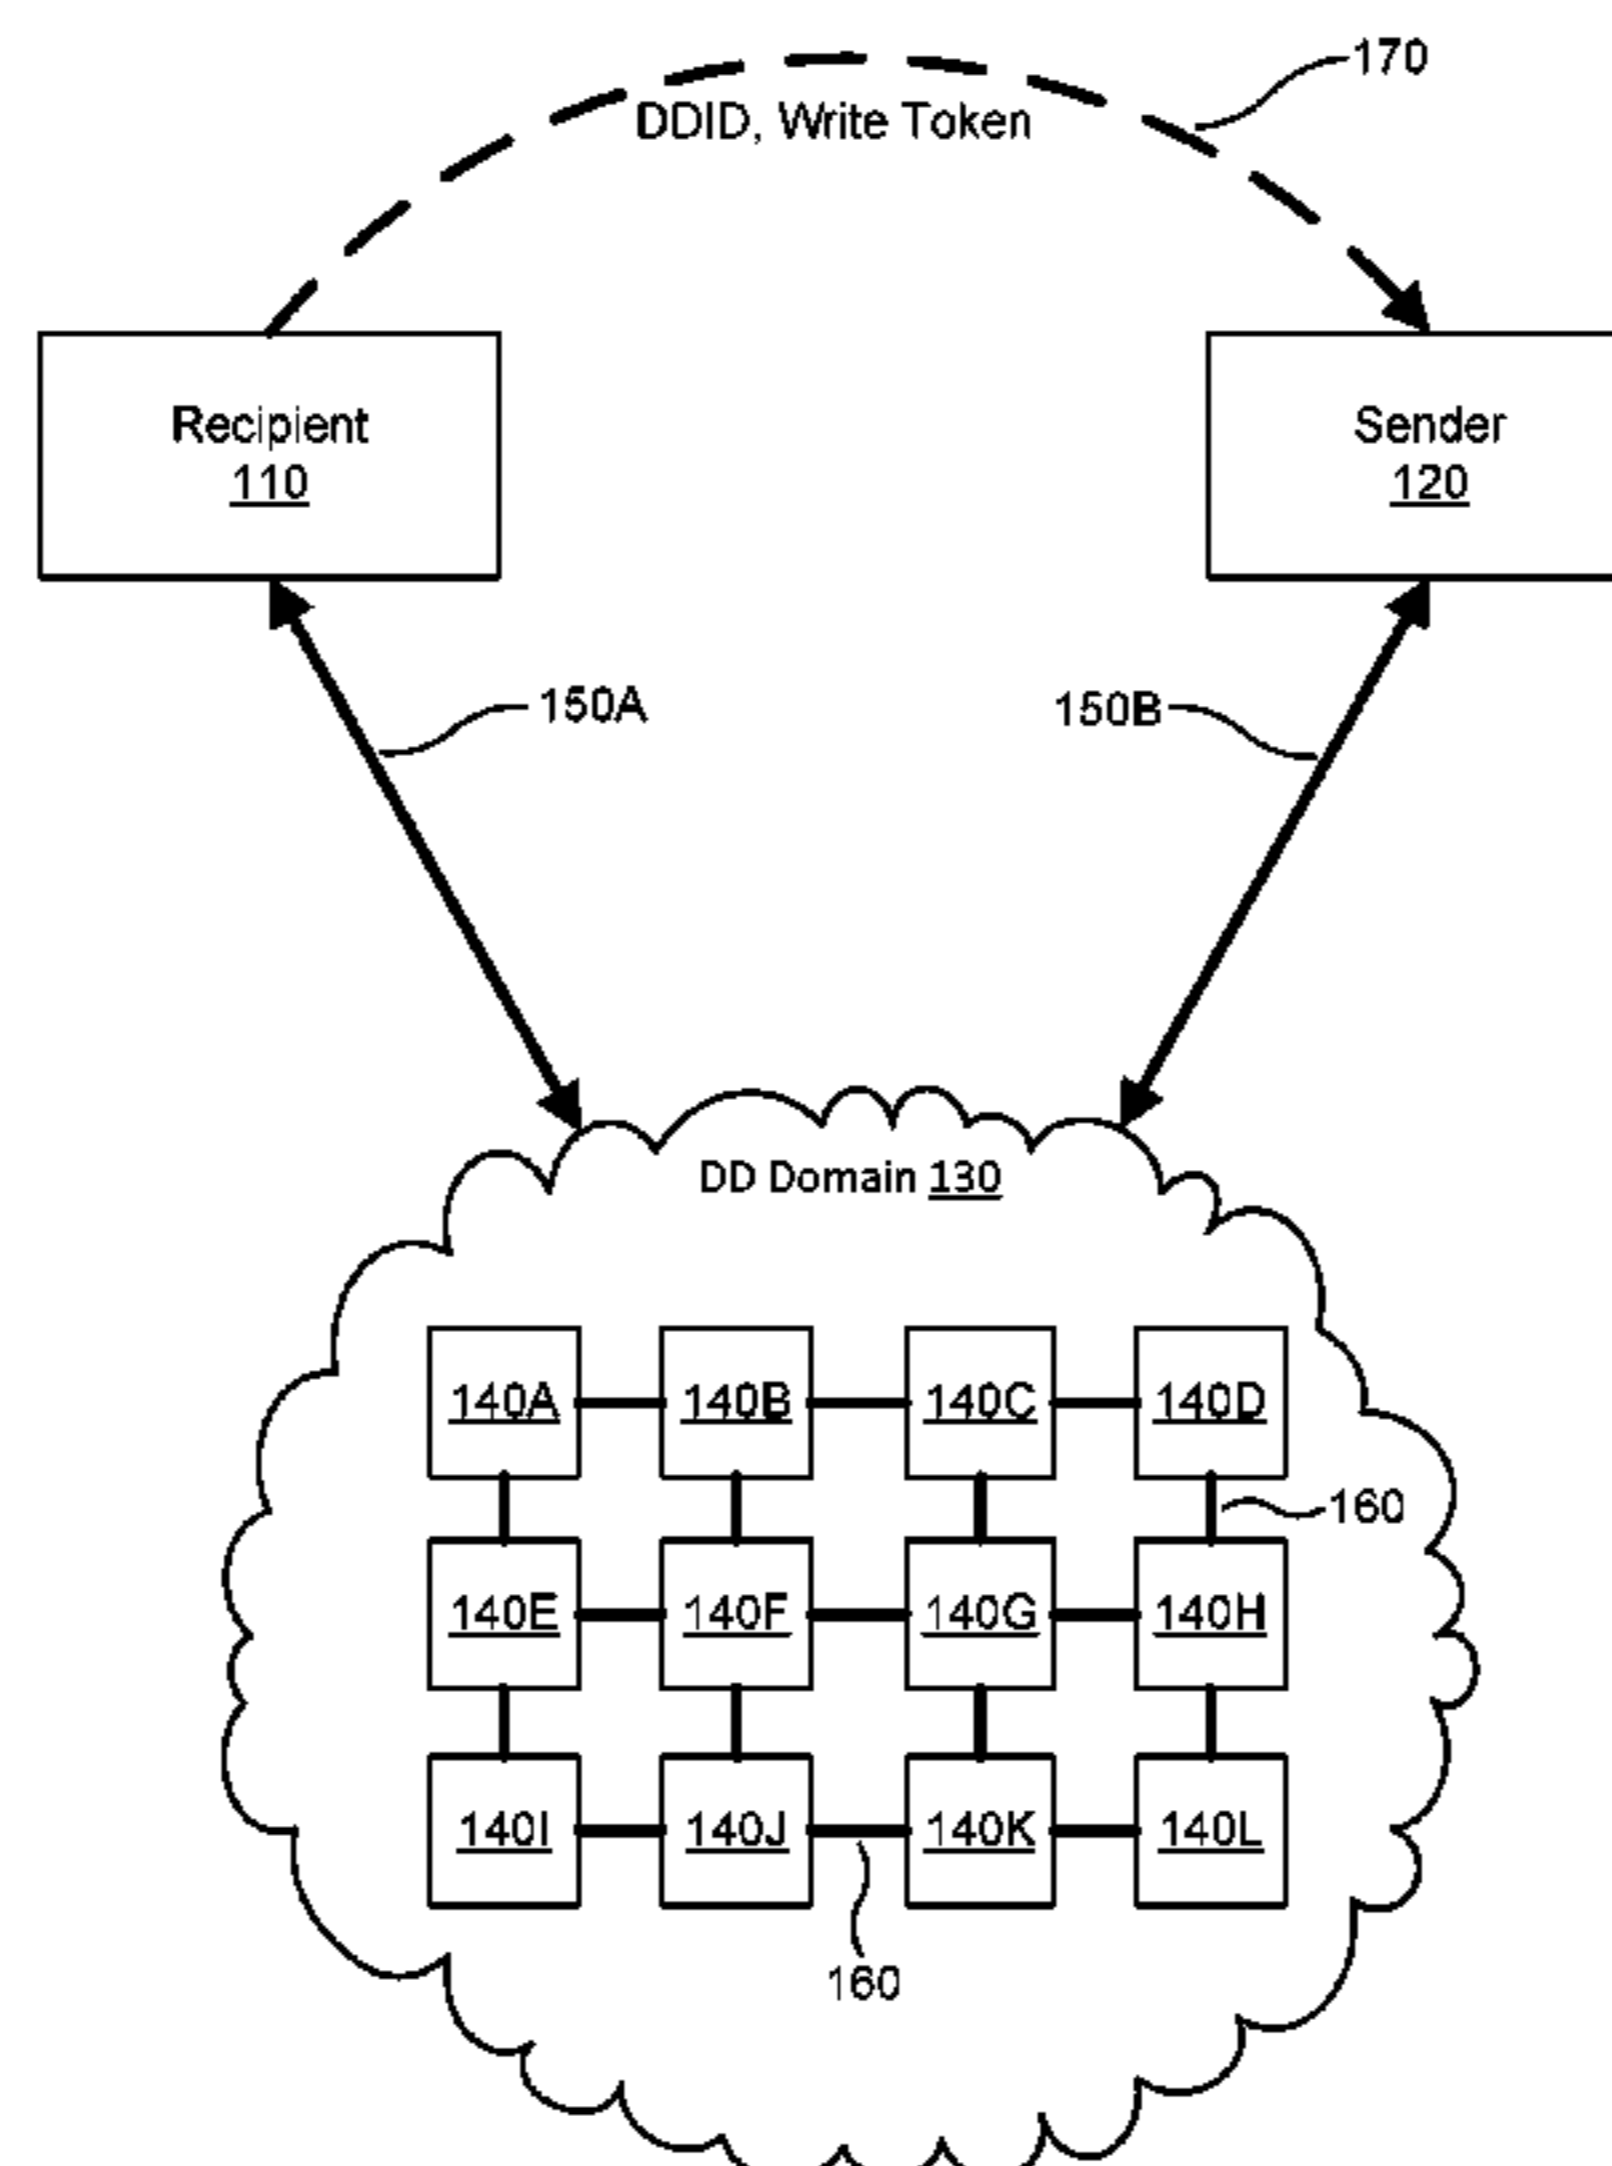 170
DDID, Write Token
Recipient
110
Sender
120
150A
150B
DD Domain 130
140A 140B 140C 140D
160
140E 140F 140G 140H
140I 140J 140K 140L
160